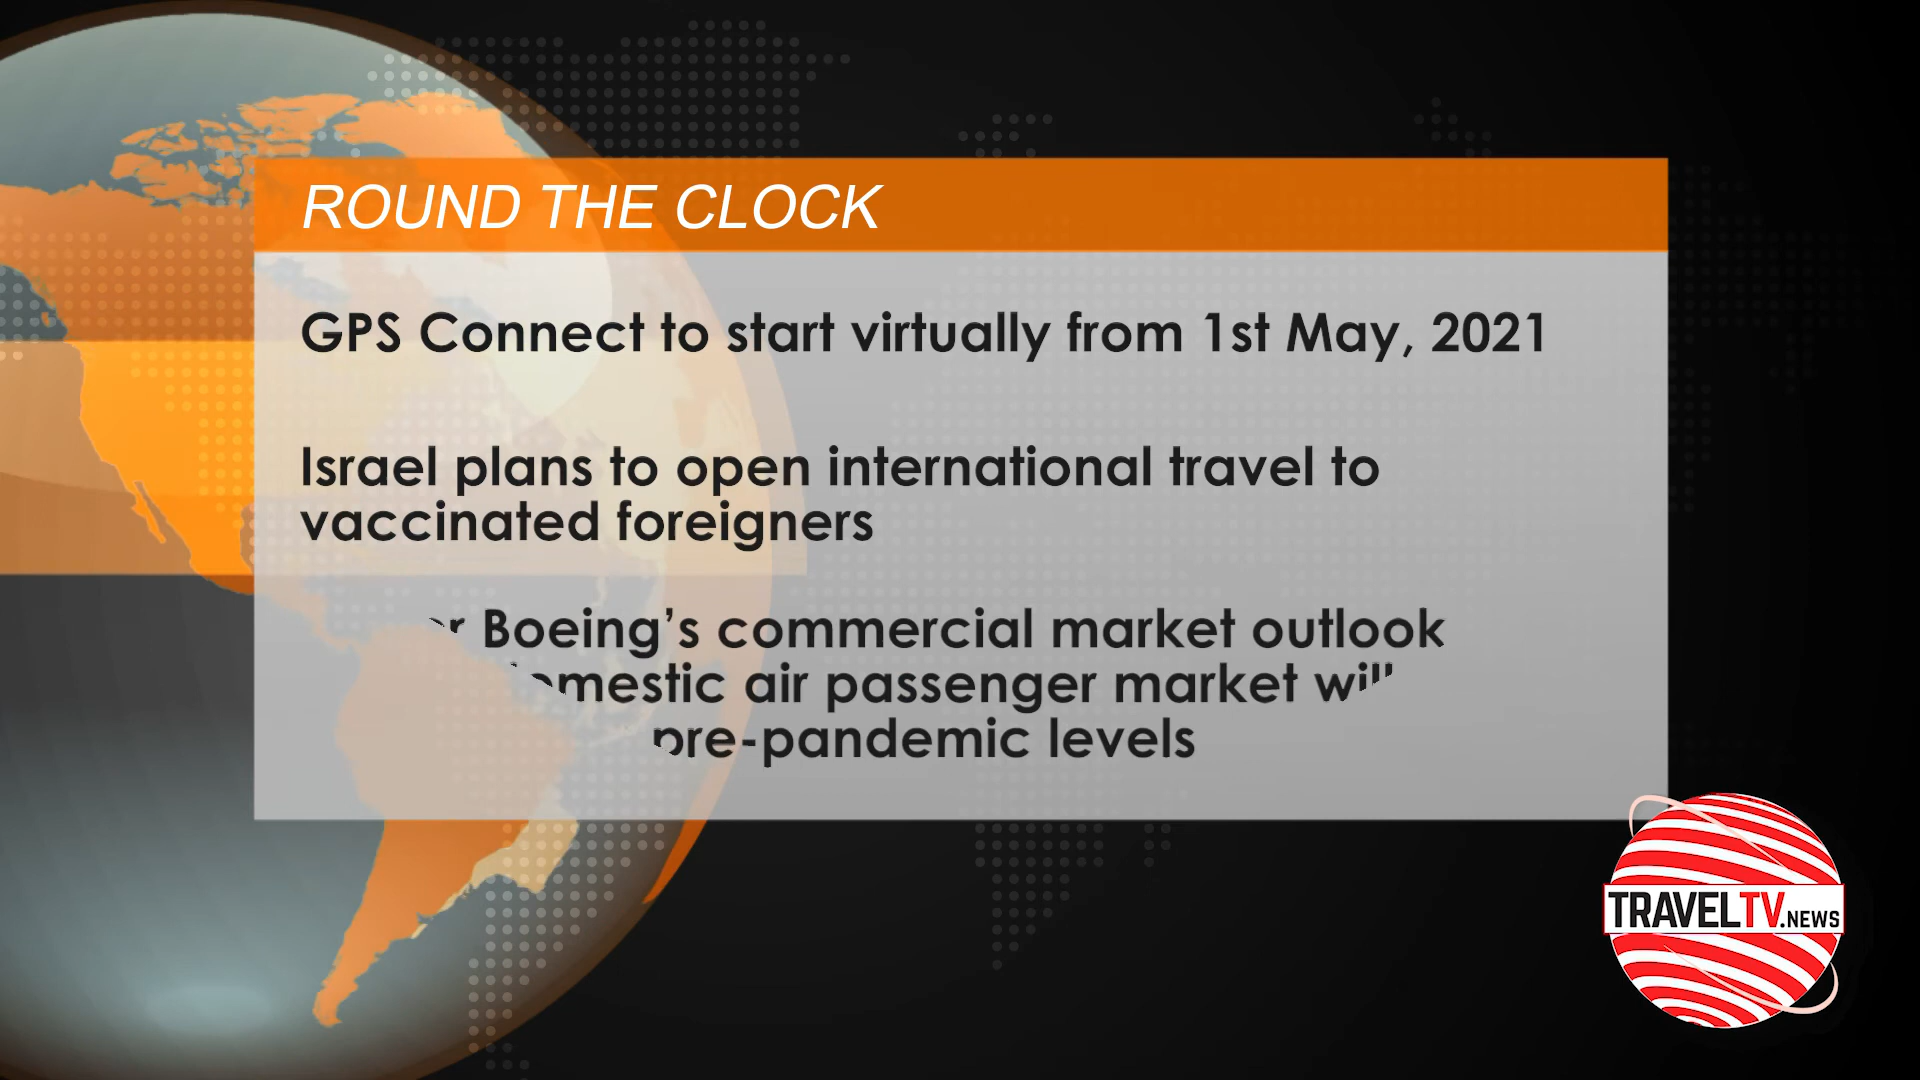 ROUND THE CLOCK
GPS Connect to start virtually from 1st May, 2021
Israel plans to open international travel to
vaccinated foreigners
Boeing’s commercial market outlook
air passenger market
pre-pandemic levels
TRAVELTV.NEWS